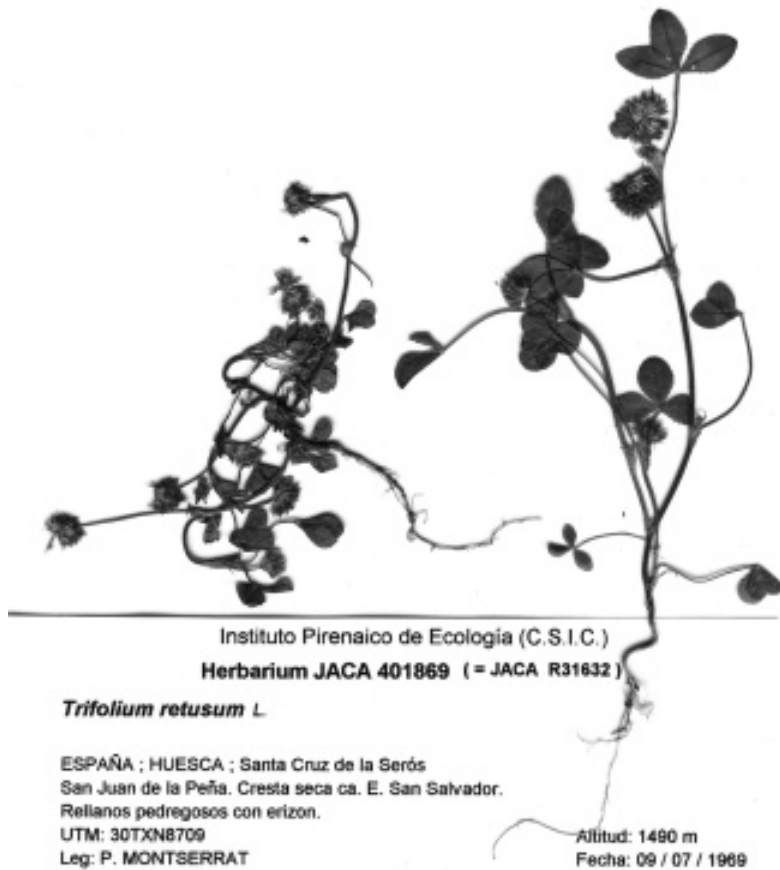 Instituto Pirenaico de Ecología (C.S.I.C.)
Herbarium JACA 401869 ( = JACA R31632 )
Trifolium retusum L.
ESPAÑA ; HUESCA ; Santa Cruz de la Serós
San Juan de la Peña. Cresta seca ca. E. San Salvador.
Rellanos pedregosos con erizon.
UTM: 30TXN8709
Altitud: 1490 m
Leg: P. MONTSERRAT
Fecha: 09 / 07 / 1969